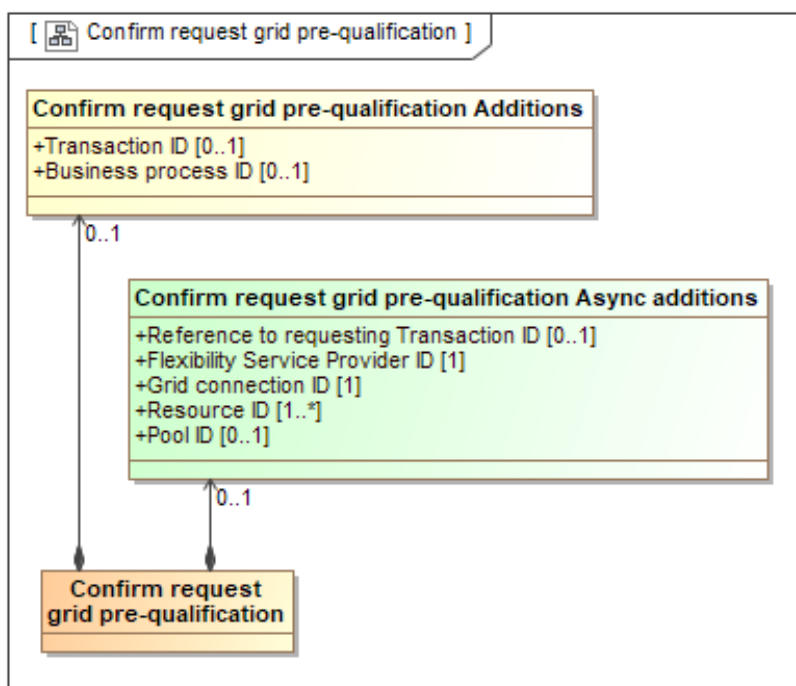 [ Confirm request grid pre-qualification ]
Confirm request grid pre-qualification Additions
+Transaction ID [0..1]
+Business process ID [0..1]
0..1
Confirm request grid pre-qualification Async additions
+Reference to requesting Transaction ID [0..1]
+Flexibility Service Provider ID [1]
+Grid connection ID [1]
+Resource ID [1..*]
+Pool ID [0..1]
0..1
Confirm request
grid pre-qualification